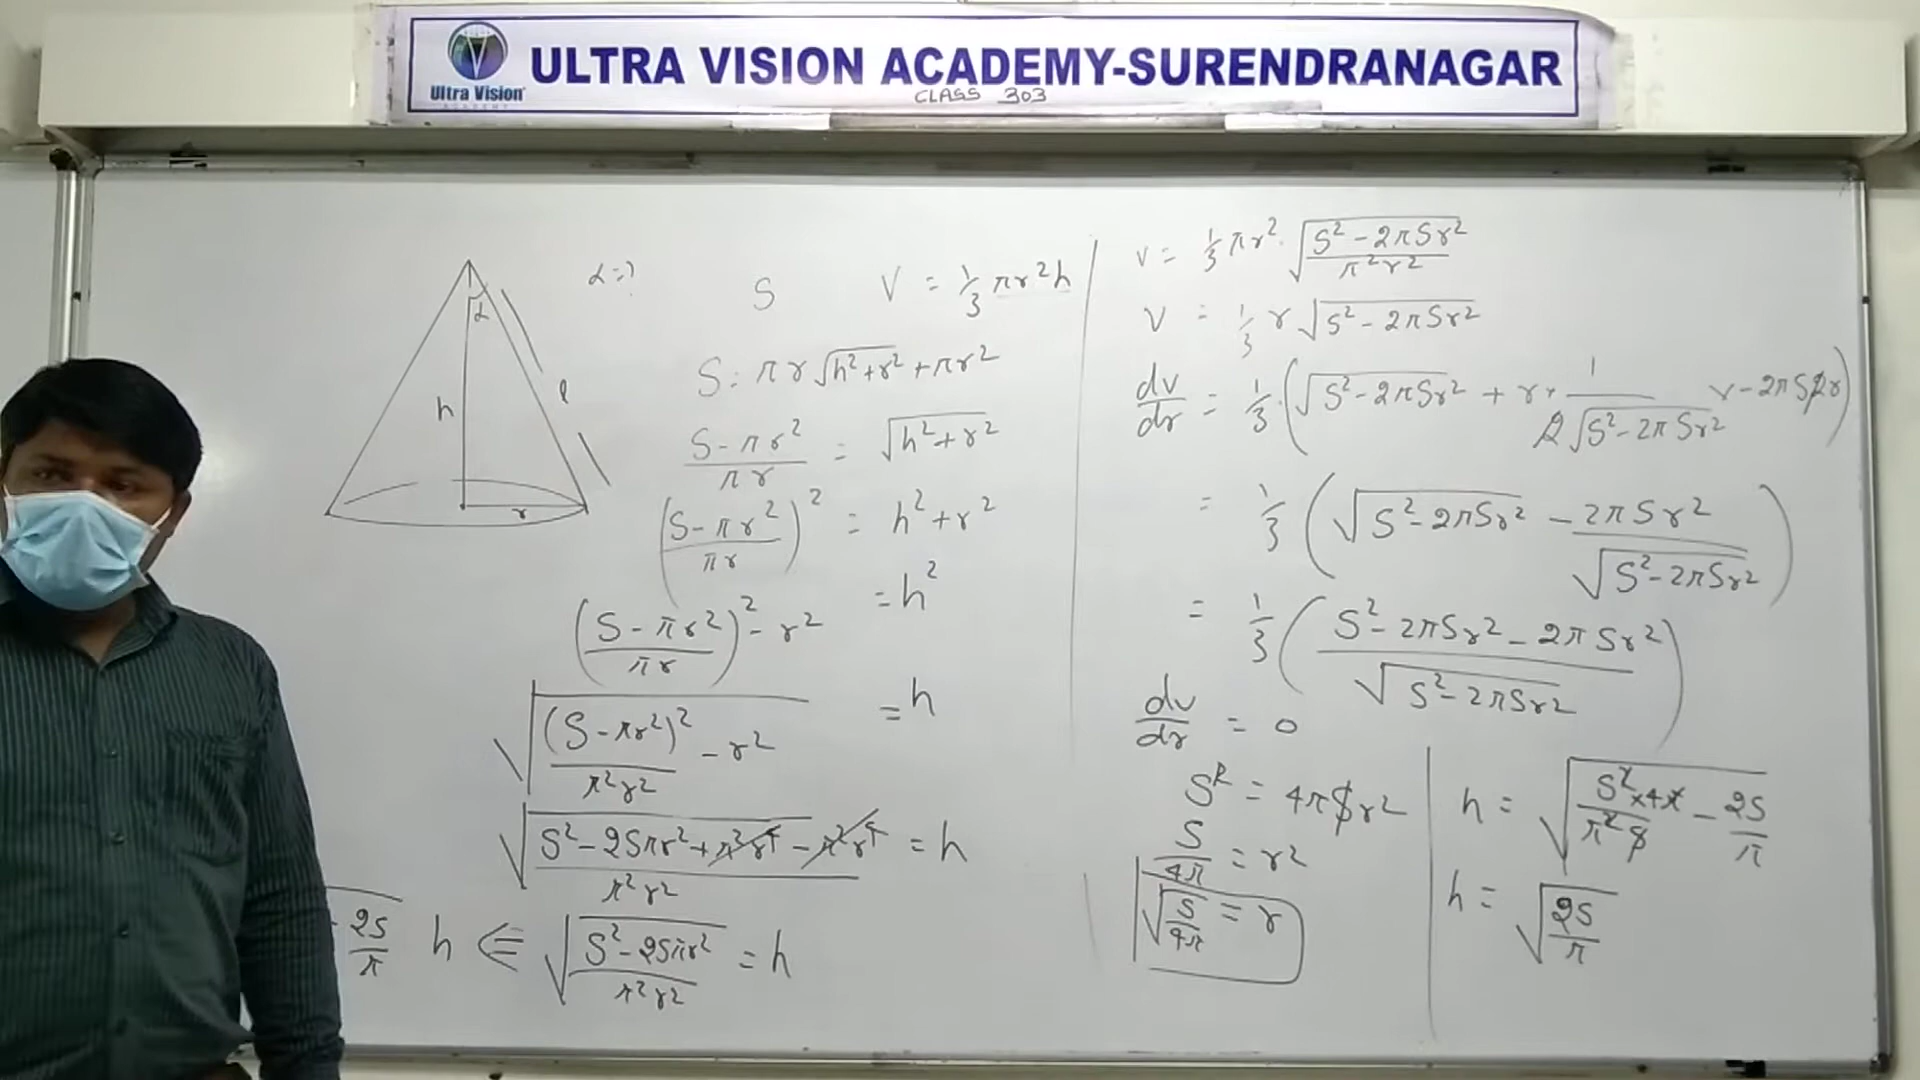 Ultra Vision
ACADEMY
ULTRA VISION ACADEMY-SURENDRANAGAR
CLASS 303
α = ?
α
h
l
r
S
V = 1/3 πr²h
S = πr√(h²+r²) + πr²
(S-πr²)/(πr) = √(h²+r²)
((S-πr²)/(πr))² = h²+r²
((S-πr²)/(πr))² - r² = h²
√((S-πr²)²/(π²r²) - r²) = h
√((S²-2Sπr²+π²r⁴-π²r⁴)/(π²r²)) = h
2S/π
h ⇐ √((S²-2Sπr²)/(π²r²)) = h
V = 1/3 πr² · √((S²-2πSr²)/(π²r²))
V = 1/3 r√(S²-2πSr²)
dv/dr = 1/3 · (√(S²-2πSr²) + r × 1/(2√(S²-2πSr²)) × -2πS2r)
= 1/3 (√(S²-2πSr²) - 2πSr²/√(S²-2πSr²))
= 1/3 ((S²-2πSr²-2πSr²)/√(S²-2πSr²))
dv/dr = 0
S² = 4πSr²
S/4π = r²
√(S/4π) = r
h = √((S²×4π)/(π²S) - 2S/π)
h = √(2S/π)